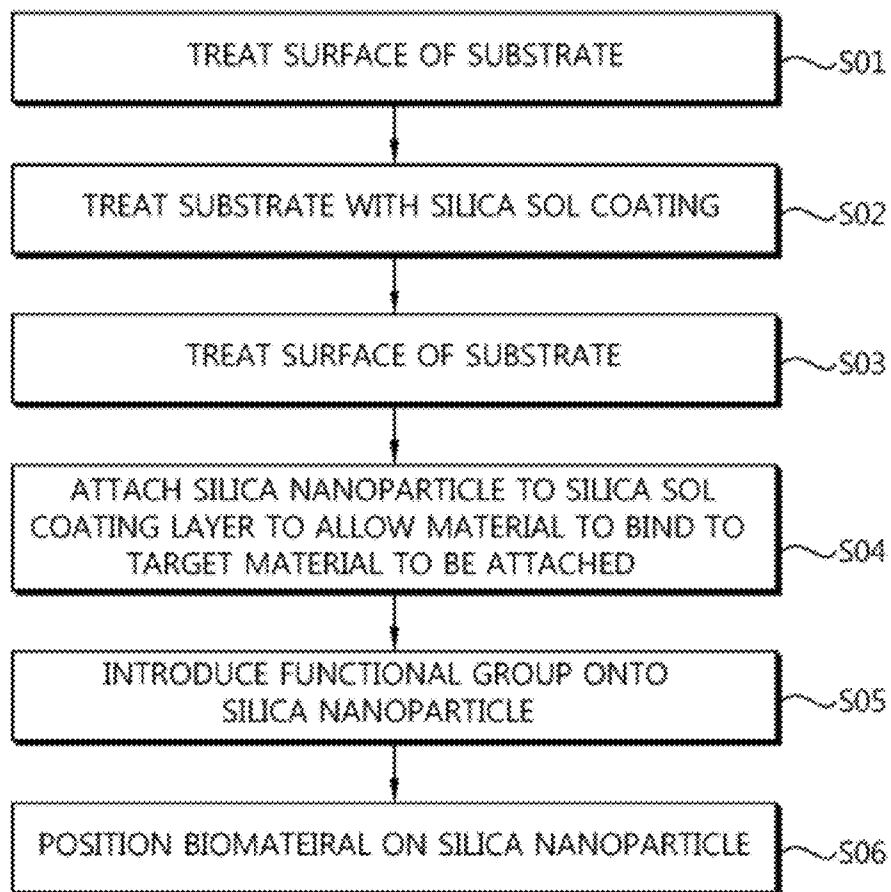 TREAT SURFACE OF SUBSTRATE
S01
TREAT SUBSTRATE WITH SILICA SOL COATING
S02
TREAT SURFACE OF SUBSTRATE
S03
ATTACH SILICA NANOPARTICLE TO SILICA SOL
COATING LAYER TO ALLOW MATERIAL TO BIND TO
TARGET MATERIAL TO BE ATTACHED
S04
INTRODUCE FUNCTIONAL GROUP ONTO
SILICA NANOPARTICLE
S05
POSITION BIOMATEIRAL ON SILICA NANOPARTICLE
S06